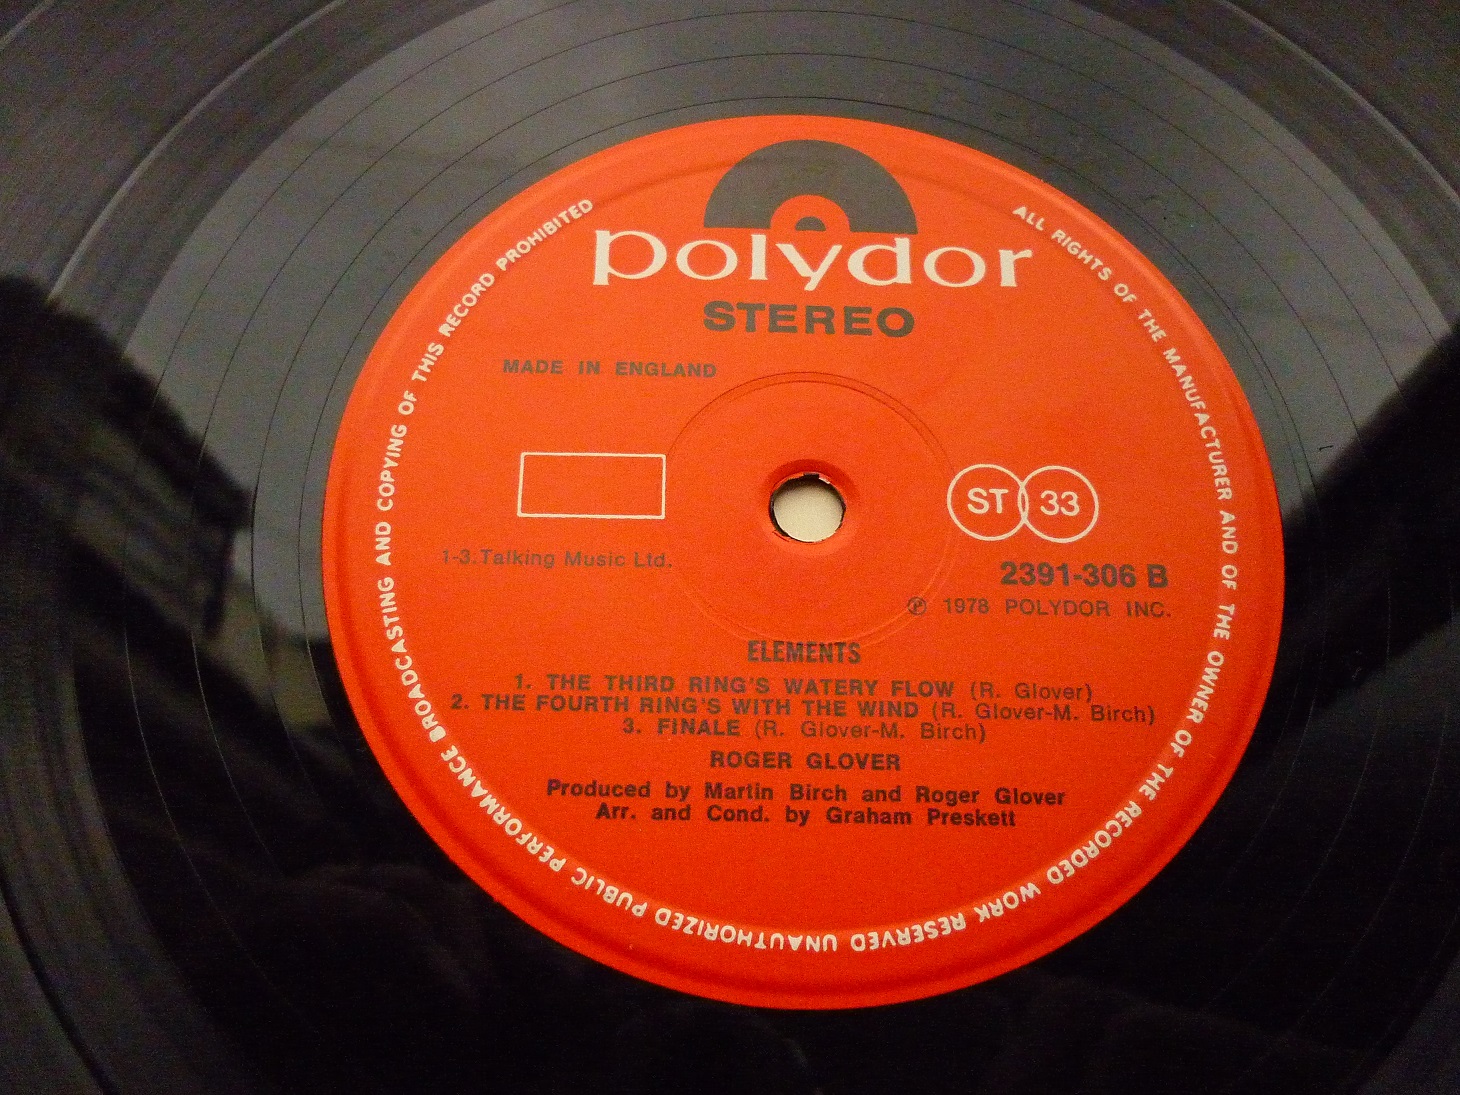 polydor
STEREO
MADE IN ENGLAND
ST 33
1-3.Talking Music Ltd.
2391-306 B
℗ 1978 POLYDOR INC.
ELEMENTS
1. THE THIRD RING'S WATERY FLOW (R. Glover)
2. THE FOURTH RING'S WITH THE WIND (R. Glover-M. Birch)
3. FINALE (R. Glover-M. Birch)
ROGER GLOVER
Produced by Martin Birch and Roger Glover
Arr. and Cond. by Graham Preskett
ALL RIGHTS OF THE MANUFACTURER AND OF THE OWNER OF THE RECORDED WORK RESERVED UNAUTHORIZED PUBLIC PERFORMANCE BROADCASTING AND COPYING OF THIS RECORD PROHIBITED